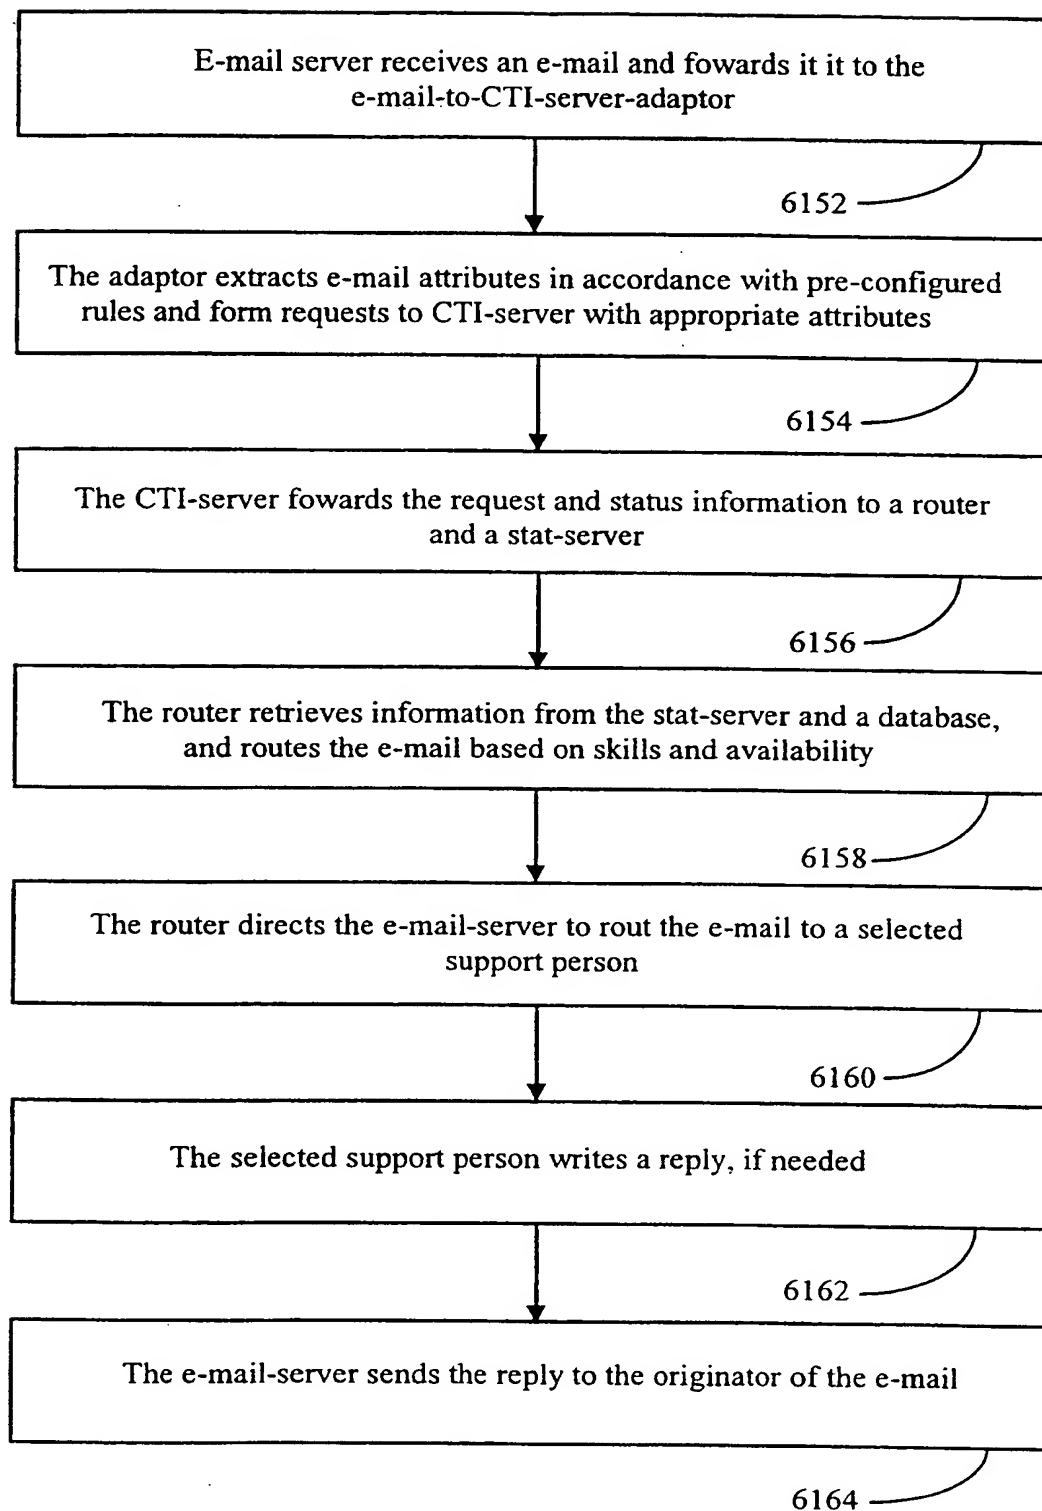 E-mail server receives an e-mail and fowards it it to the
e-mail-to-CTI-server-adaptor
6152
The adaptor extracts e-mail attributes in accordance with pre-configured
rules and form requests to CTI-server with appropriate attributes
6154
The CTI-server fowards the request and status information to a router
and a stat-server
6156
The router retrieves information from the stat-server and a database,
and routes the e-mail based on skills and availability
6158
The router directs the e-mail-server to rout the e-mail to a selected
support person
6160
The selected support person writes a reply, if needed
6162
The e-mail-server sends the reply to the originator of the e-mail
6164